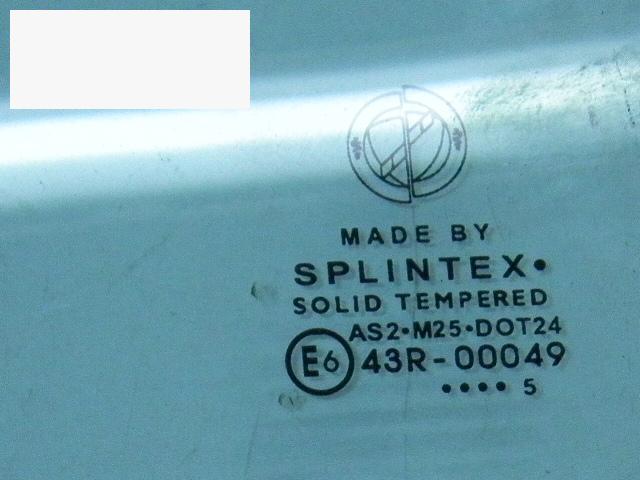 MADE BY
SPLINTEX•
SOLID TEMPERED
AS2•M25•DOT24
E6 43R-00049
•••• 5